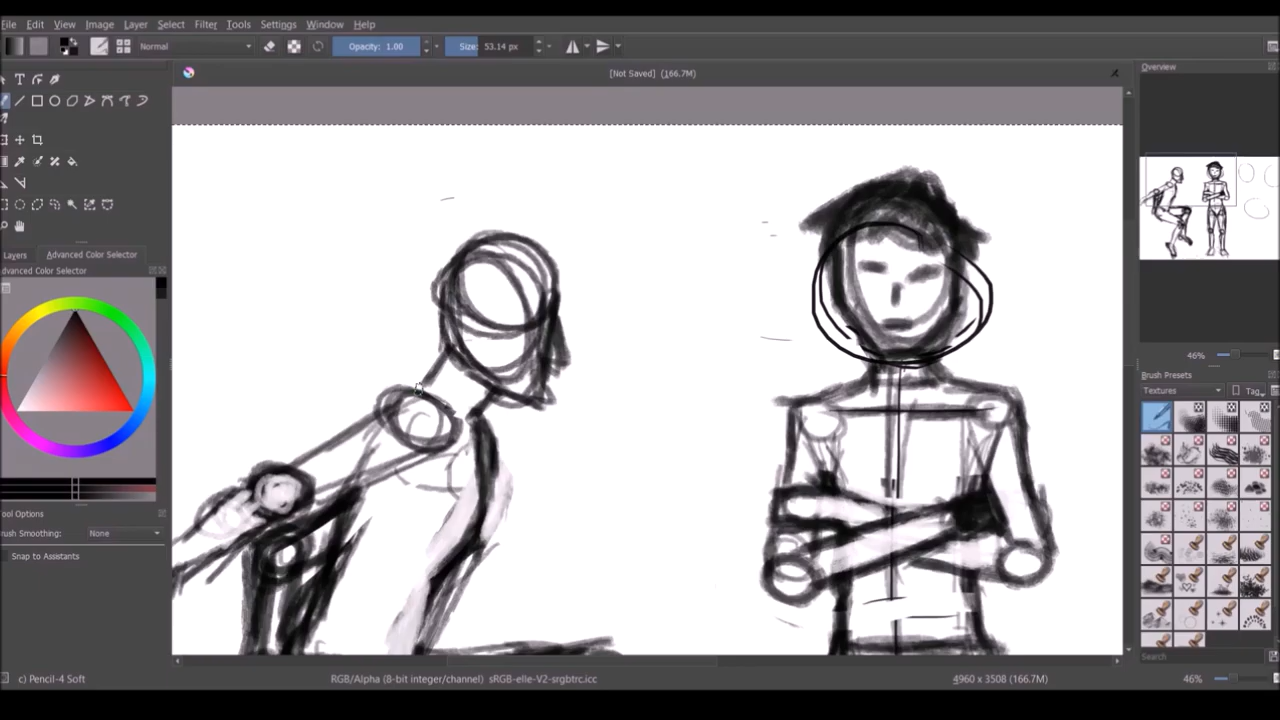 File Edit View Image Layer Select Filter Tools Settings Window Help
Normal Opacity: 1.00 Size: 53.14 px
[Not Saved] (166.7M)
Overview
Layers Advanced Color Selector
dvanced Color Selector
46%
Brush Presets
Textures Tag
ool Options
rush Smoothing: None
Snap to Assistants
Search
c) Pencil-4 Soft RGB/Alpha (8-bit integer/channel) sRGB-elle-V2-srgbtrc.icc 4960 x 3508 (166.7M) 46%